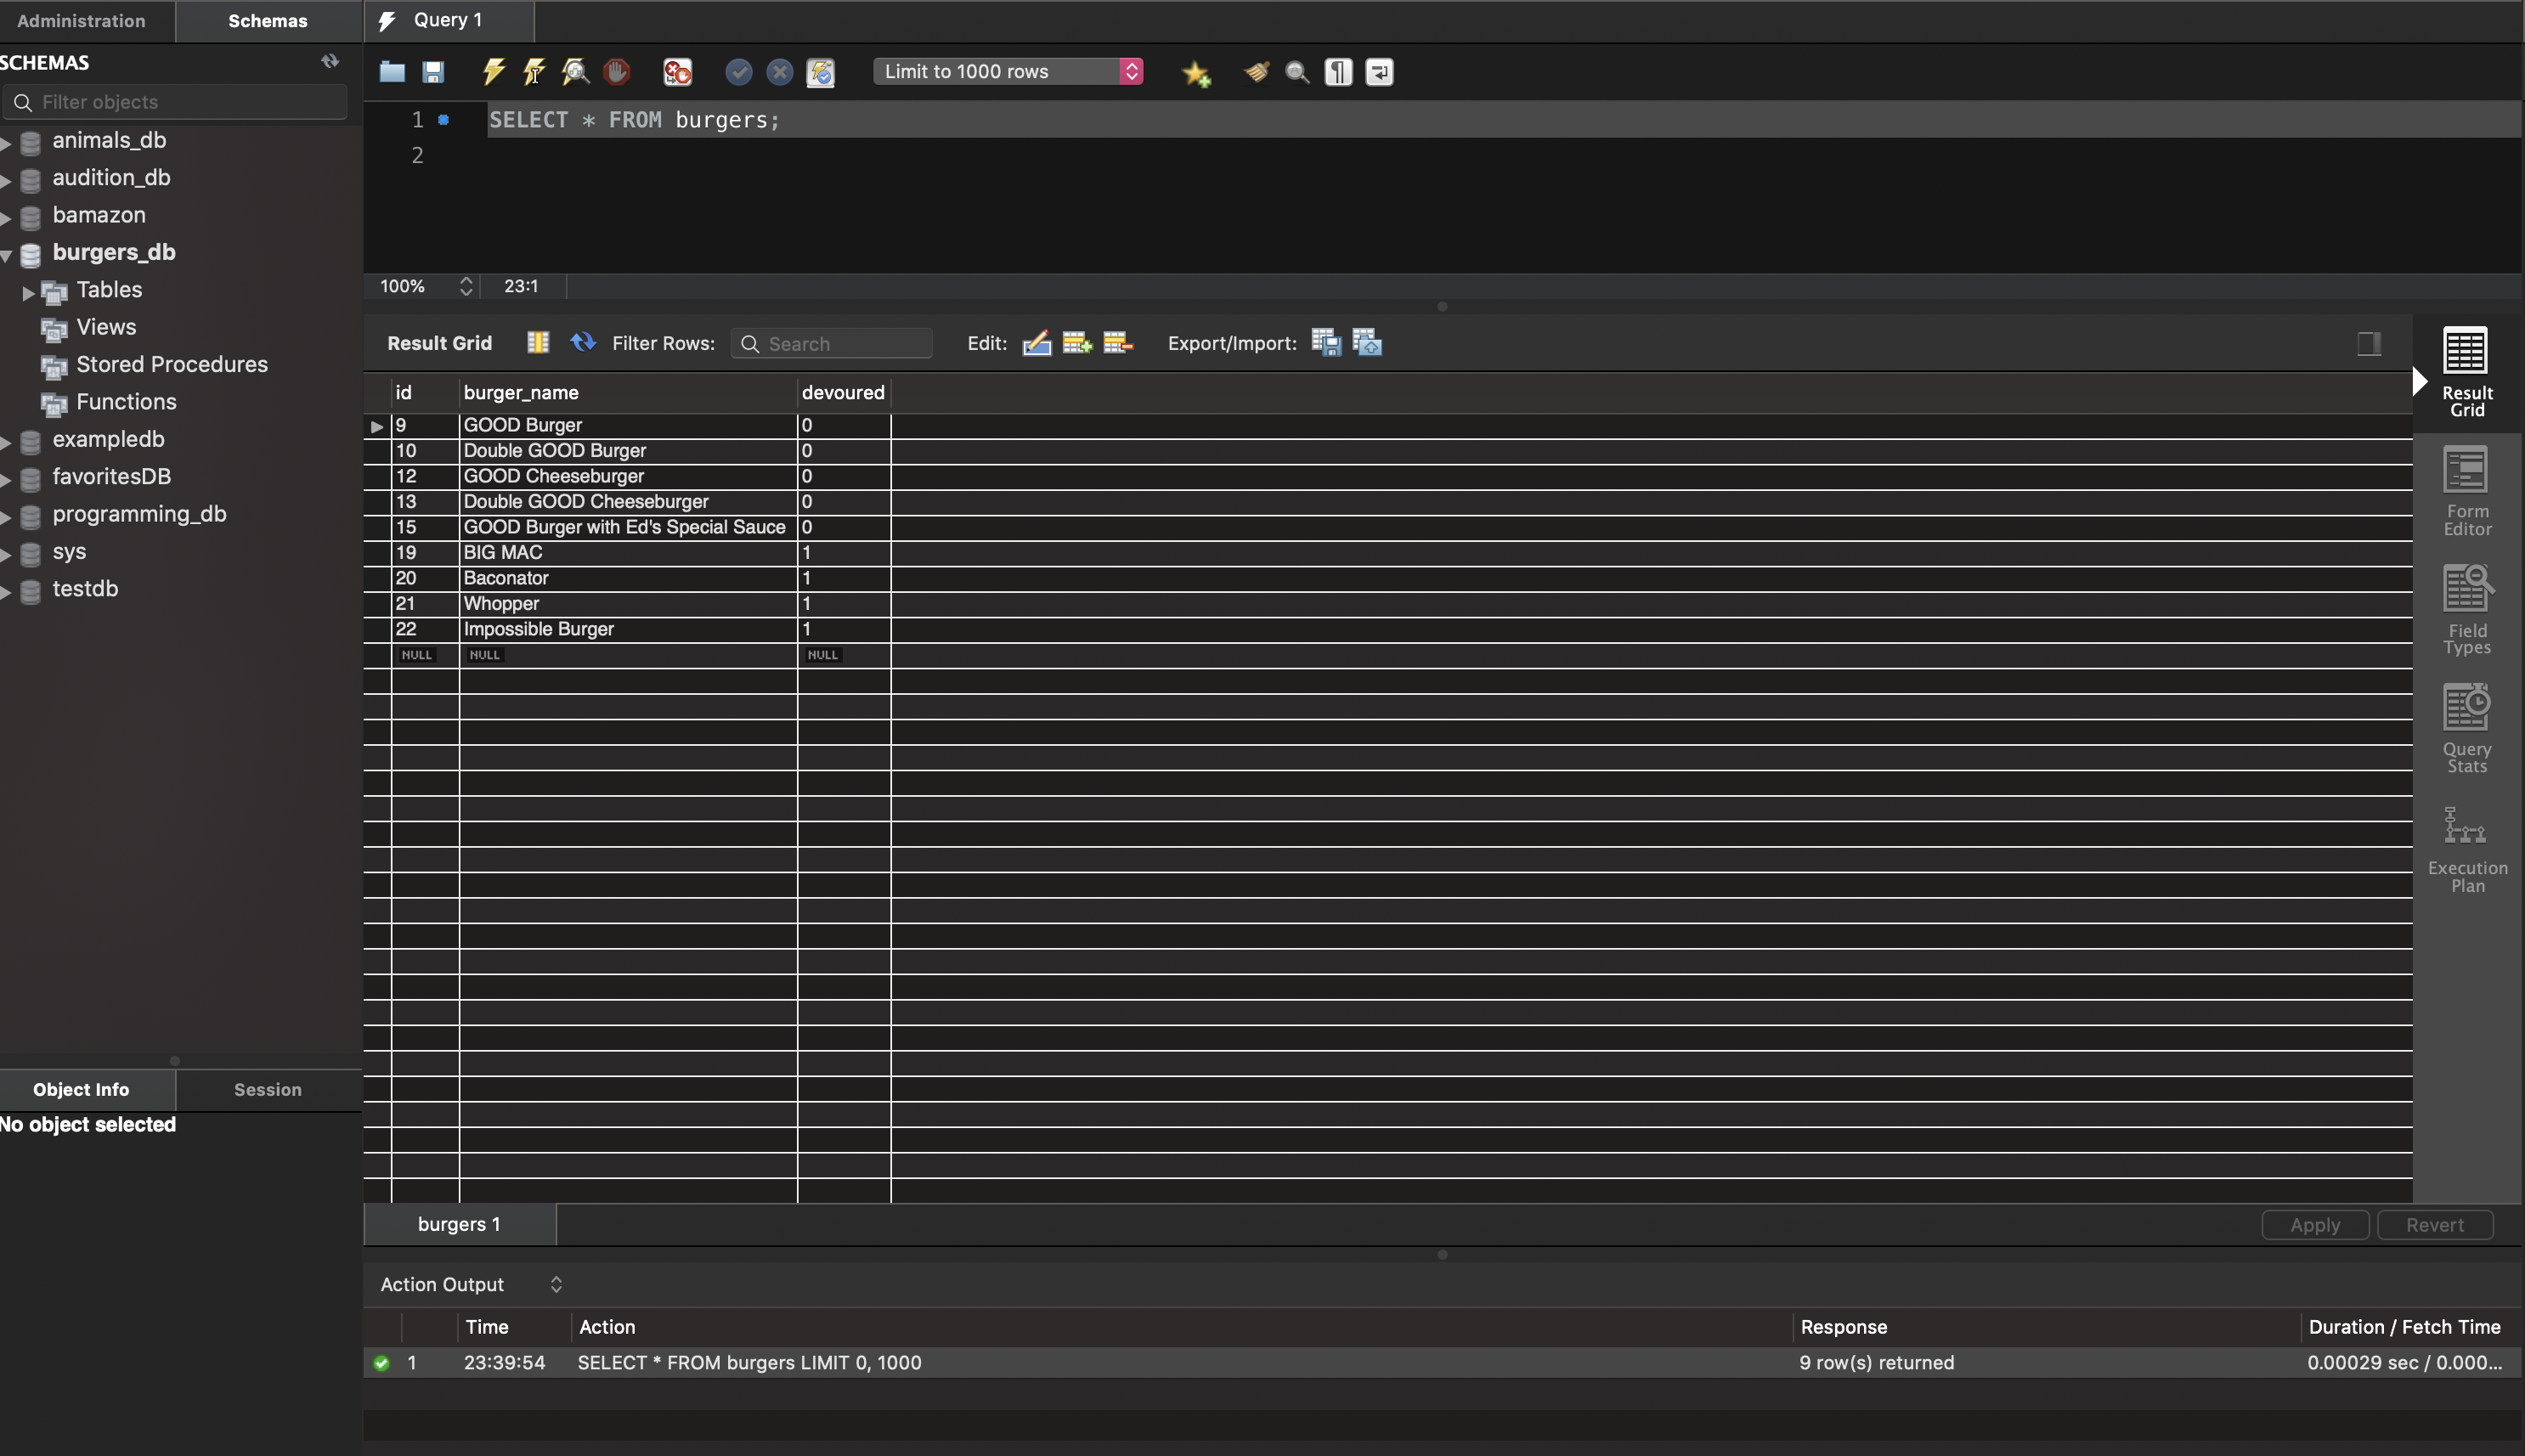 Administration Schemas
SCHEMAS
Filter objects
animals_db
audition_db
bamazon
burgers_db
Tables
Views
Stored Procedures
Functions
exampledb
favoritesDB
programming_db
sys
testdb
Object Info Session
No object selected
Query 1
Limit to 1000 rows
1 SELECT * FROM burgers;
2
100% 23:1
Result Grid Filter Rows: Search Edit: Export/Import:
id burger_name devoured
9 GOOD Burger 0
10 Double GOOD Burger 0
12 GOOD Cheeseburger 0
13 Double GOOD Cheeseburger 0
15 GOOD Burger with Ed's Special Sauce 0
19 BIG MAC 1
20 Baconator 1
21 Whopper 1
22 Impossible Burger 1
NULL NULL NULL
Result
Grid
Form
Editor
Field
Types
Query
Stats
Execution
Plan
burgers 1 Apply Revert
Action Output
Time Action Response Duration / Fetch Time
1 23:39:54 SELECT * FROM burgers LIMIT 0, 1000 9 row(s) returned 0.00029 sec / 0.000...